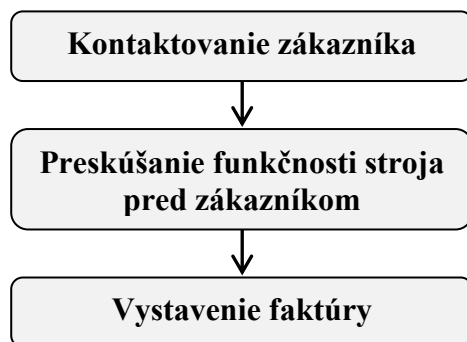 Kontaktovanie zákazníka
Preskúšanie funkčnosti stroja
pred zákazníkom
Vystavenie faktúry